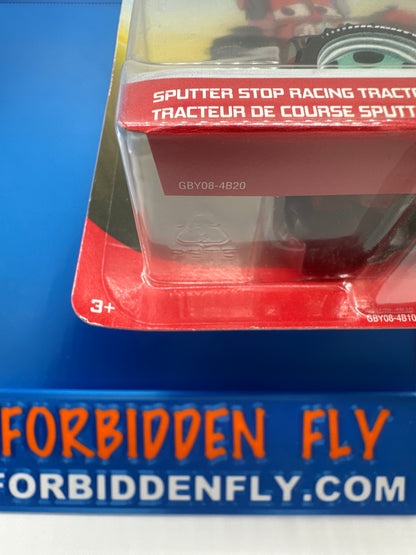 SPUTTER STOP RACING TRACTO
TRACTEUR DE COURSE SPUTT
GBY08-4B20
3+
GBY08-4B10
FORBIDDEN FLY
FORBIDDENFLY.COM